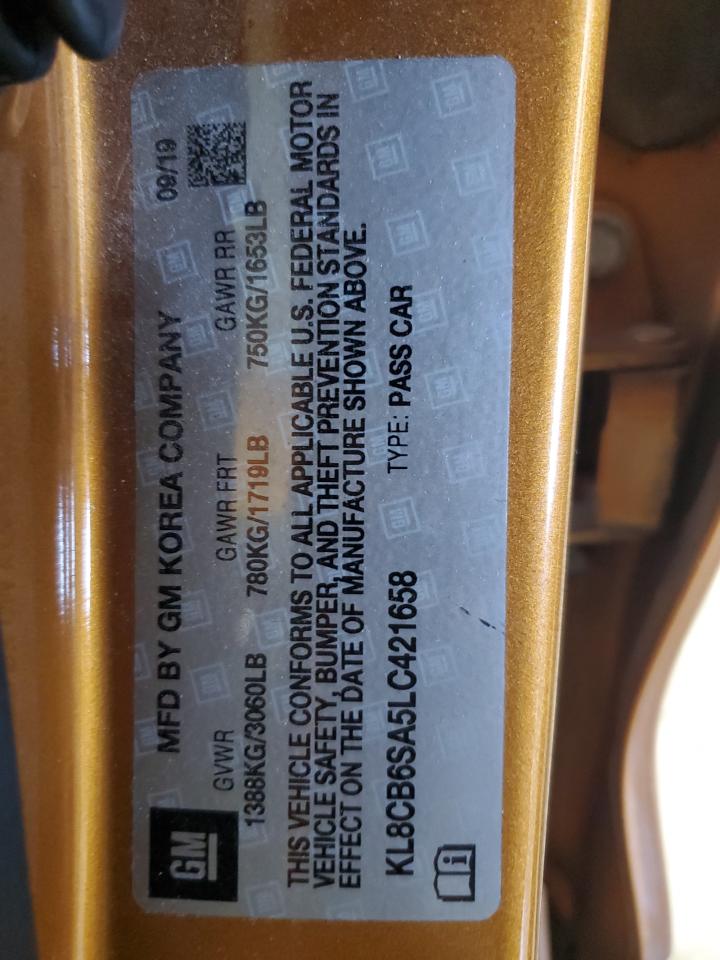 GM
MFD BY GM KOREA COMPANY
09/19
GVWR
GAWR FRT
GAWR RR
1388KG/3060LB
780KG/1719LB
750KG/1653LB
THIS VEHICLE CONFORMS TO ALL APPLICABLE U.S. FEDERAL MOTOR
VEHICLE SAFETY, BUMPER, AND THEFT PREVENTION STANDARDS IN
EFFECT ON THE DATE OF MANUFACTURE SHOWN ABOVE.
KL8CB6SA5LC421658
TYPE: PASS CAR